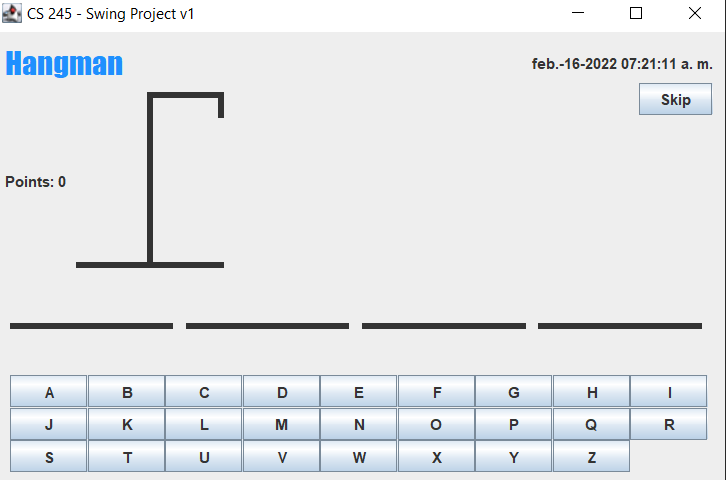 CS 245 - Swing Project v1
Hangman
feb.-16-2022 07:21:11 a. m.
Skip
Points: 0
A B C D E F G H I
J K L M N O P Q R
S T U V W X Y Z